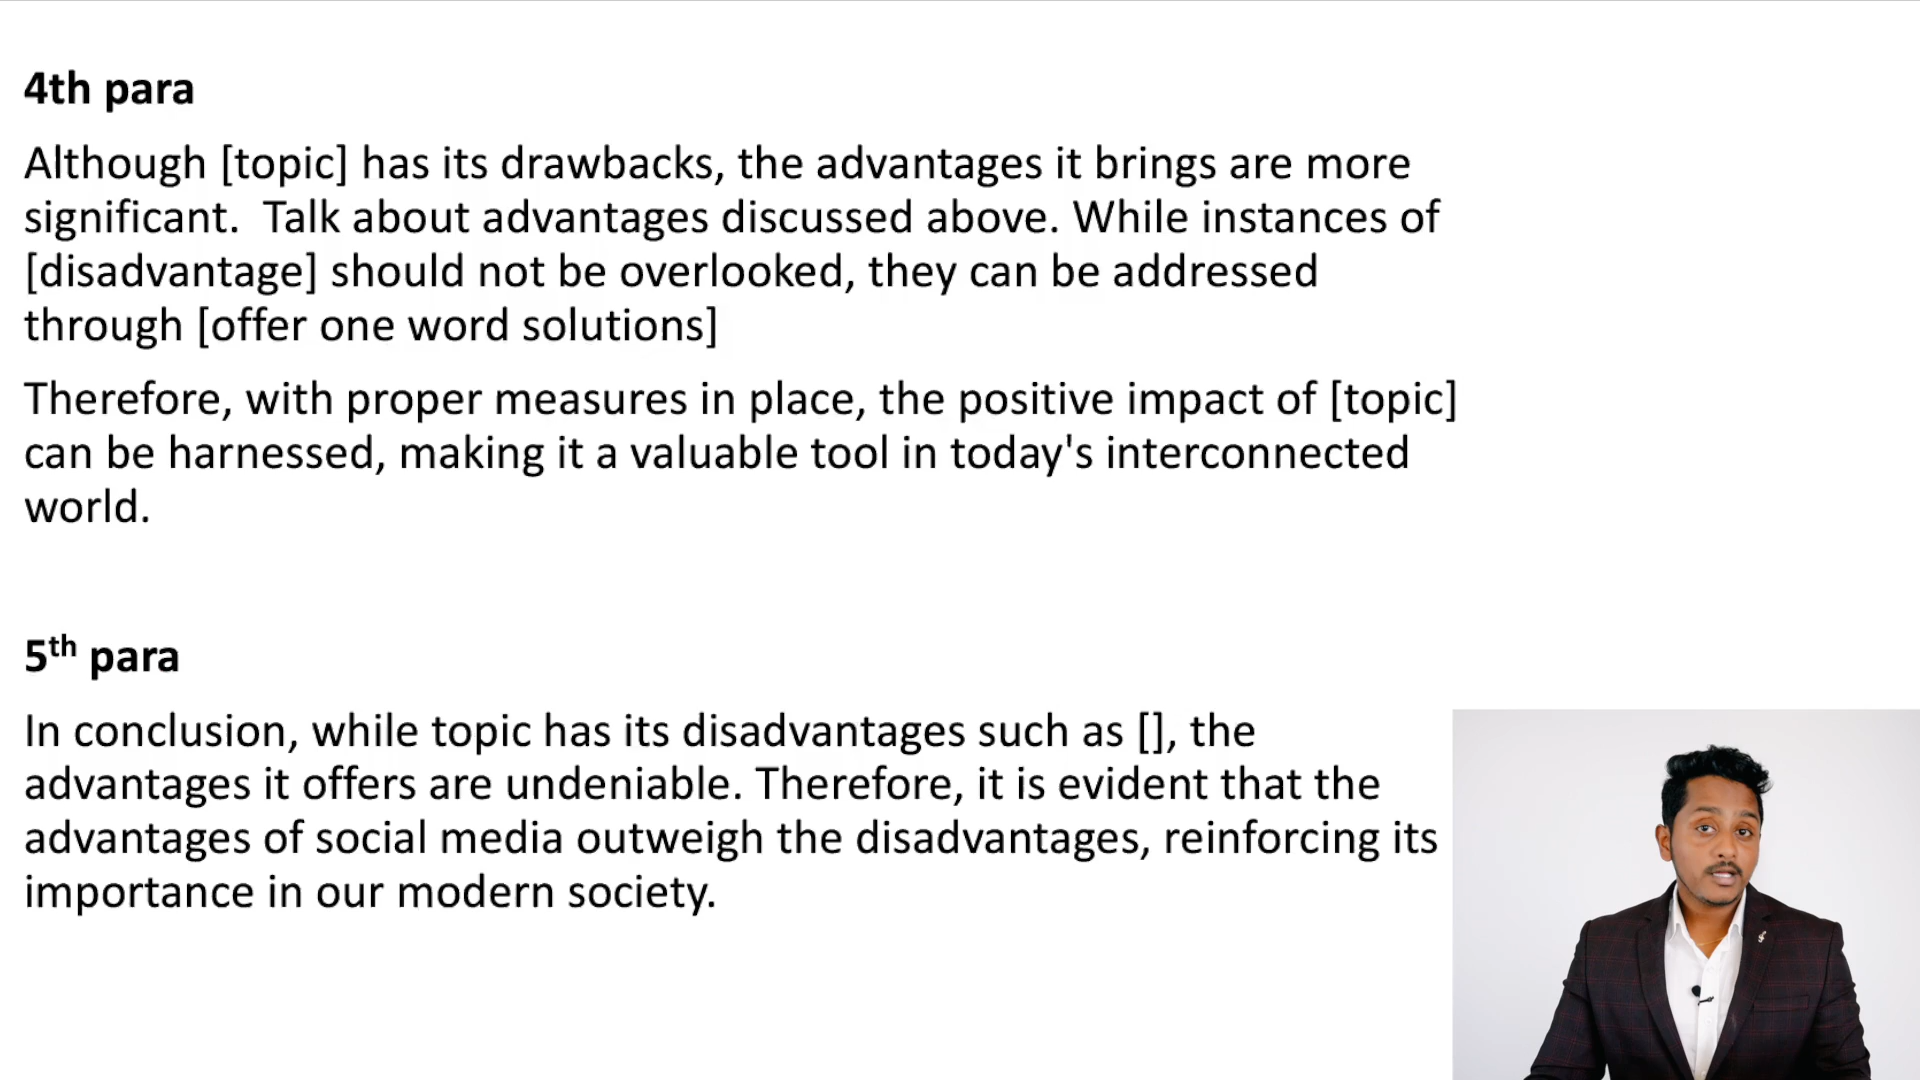 4th para
Although [topic] has its drawbacks, the advantages it brings are more
significant.  Talk about advantages discussed above. While instances of
[disadvantage] should not be overlooked, they can be addressed
through [offer one word solutions]
Therefore, with proper measures in place, the positive impact of [topic]
can be harnessed, making it a valuable tool in today's interconnected
world.
5th para
In conclusion, while topic has its disadvantages such as [], the
advantages it offers are undeniable. Therefore, it is evident that the
advantages of social media outweigh the disadvantages, reinforcing its
importance in our modern society.